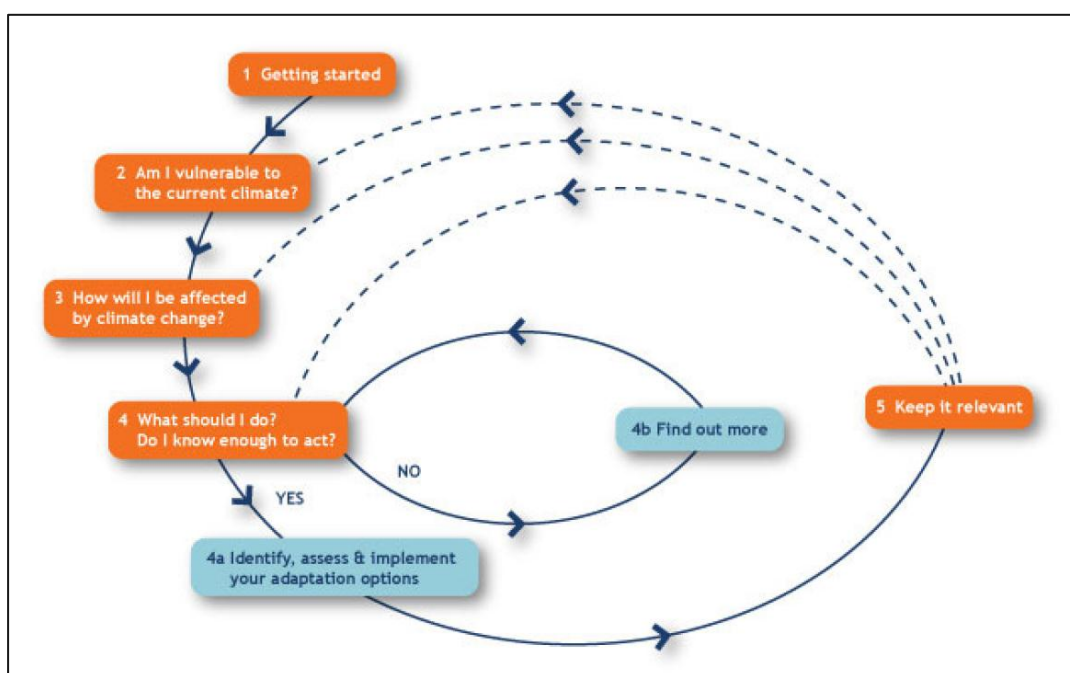 1 Getting started
2 Am I vulnerable to
the current climate?
3 How will I be affected
by climate change?
4 What should I do?
Do I know enough to act?
NO
4b Find out more
5 Keep it relevant
YES
4a Identify, assess & implement
your adaptation options